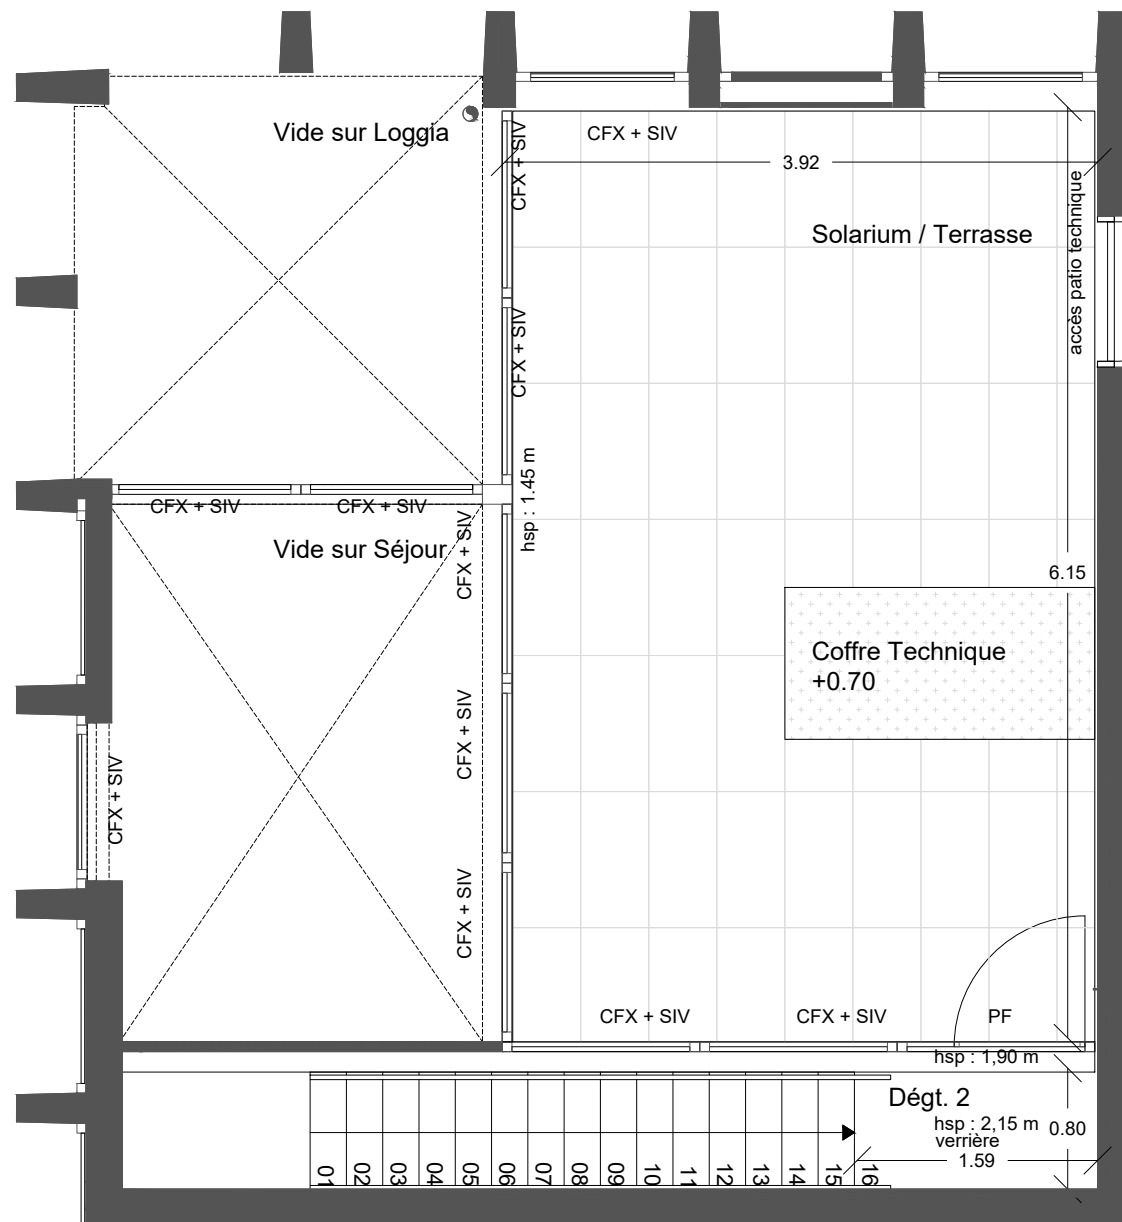 Vide sur Loggia
CFX + SIV
CFX + SIV
3.92
Solarium / Terrasse
accès patio technique
CFX + SIV
hsp : 1.45 m
CFX + SIV
CFX + SIV
Vide sur Séjour
CFX + SIV
6.15
Coffre Technique
+0.70
CFX + SIV
CFX + SIV
CFX + SIV
CFX + SIV
CFX + SIV
PF
hsp : 1,90 m
Dégt. 2
hsp : 2,15 m
verrière
0.80
1.59
01
02
03
04
05
06
07
08
09
10
11
12
13
14
15
16